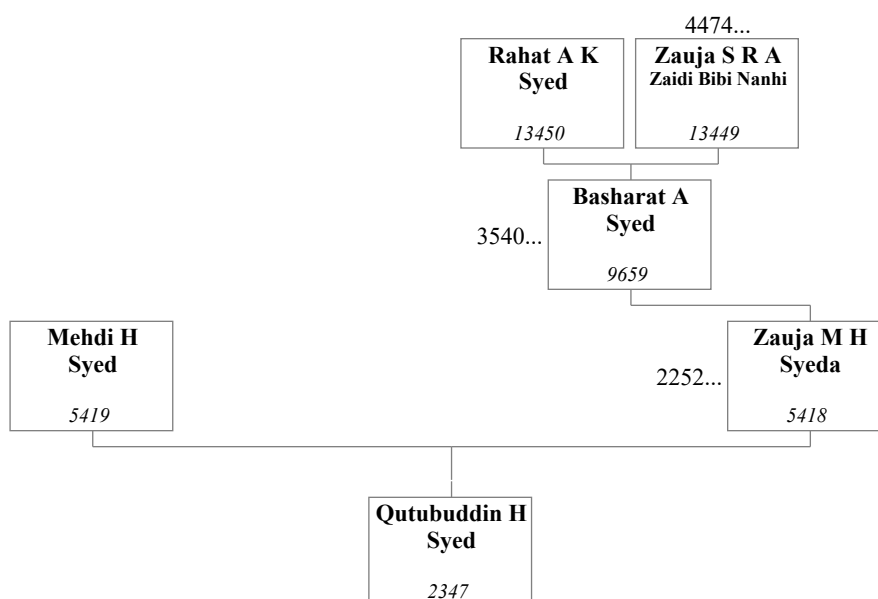 4474...
Rahat A K
Syed
13450
Zauja S R A
Zaidi Bibi Nanhi
13449
3540...
Basharat A
Syed
9659
Mehdi H
Syed
5419
2252...
Zauja M H
Syeda
5418
Qutubuddin H
Syed
2347